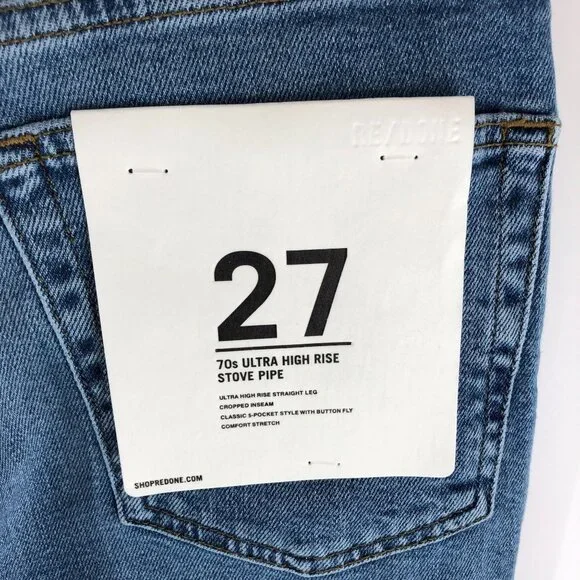 RE/DONE
27
70s ULTRA HIGH RISE
STOVE PIPE
ULTRA HIGH RISE STRAIGHT LEG
CROPPED INSEAM
CLASSIC 5-POCKET STYLE WITH BUTTON FLY
COMFORT STRETCH
SHOPREDONE.COM